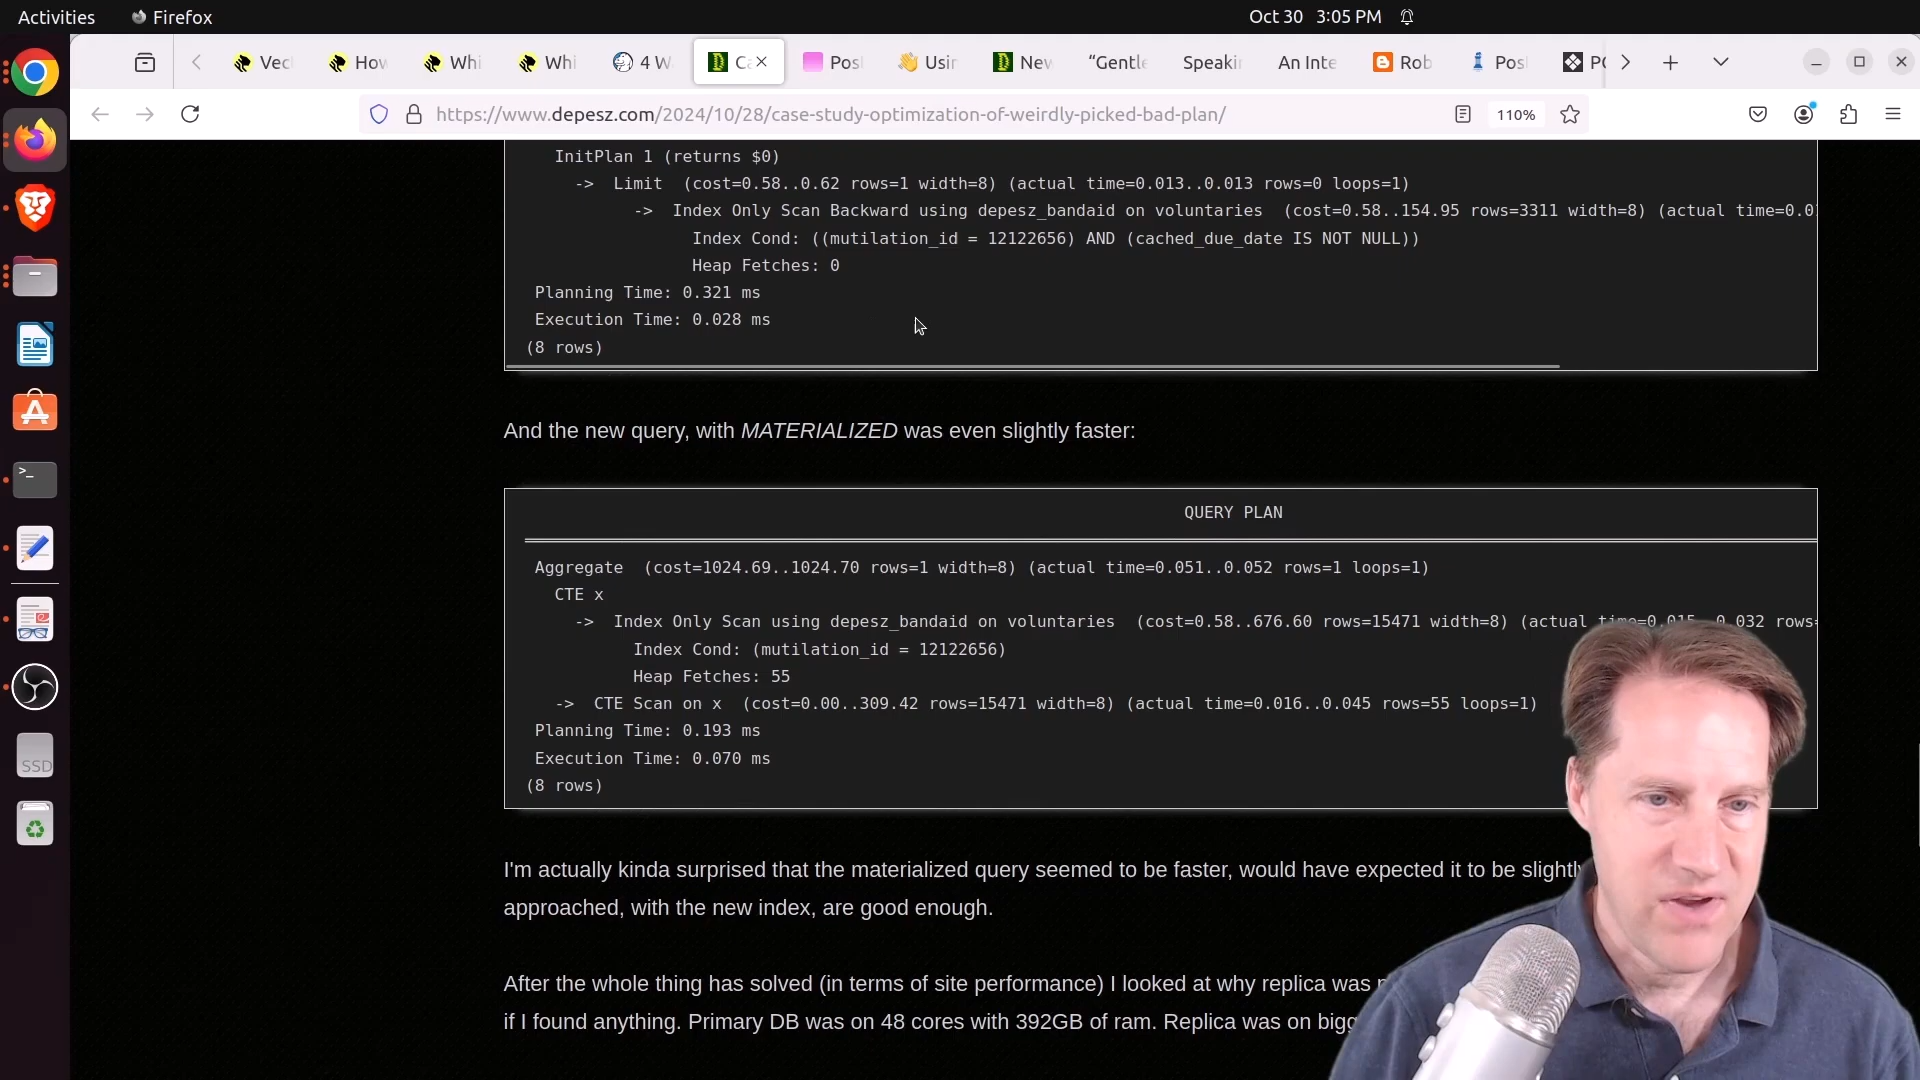 Activities
Firefox
Oct 30 3:05 PM
Vec
How
Whi
Whi
4 W
Ca
Pos
Usin
New
“Gentle
Speaki
An Inte
Rob
Pos
PC
https://www.depesz.com/2024/10/28/case-study-optimization-of-weirdly-picked-bad-plan/
110%
InitPlan 1 (returns $0)
-> Limit (cost=0.58..0.62 rows=1 width=8) (actual time=0.013..0.013 rows=0 loops=1)
-> Index Only Scan Backward using depesz_bandaid on voluntaries (cost=0.58..154.95 rows=3311 width=8) (actual time=0.01
Index Cond: ((mutilation_id = 12122656) AND (cached_due_date IS NOT NULL))
Heap Fetches: 0
Planning Time: 0.321 ms
Execution Time: 0.028 ms
(8 rows)
And the new query, with MATERIALIZED was even slightly faster:
QUERY PLAN
Aggregate (cost=1024.69..1024.70 rows=1 width=8) (actual time=0.051..0.052 rows=1 loops=1)
CTE x
-> Index Only Scan using depesz_bandaid on voluntaries (cost=0.58..676.60 rows=15471 width=8) (actual time=0.015..0.032 rows=
Index Cond: (mutilation_id = 12122656)
Heap Fetches: 55
-> CTE Scan on x (cost=0.00..309.42 rows=15471 width=8) (actual time=0.016..0.045 rows=55 loops=1)
Planning Time: 0.193 ms
Execution Time: 0.070 ms
(8 rows)
I'm actually kinda surprised that the materialized query seemed to be faster, would have expected it to be slightly
approached, with the new index, are good enough.
After the whole thing has solved (in terms of site performance) I looked at why replica was
if I found anything. Primary DB was on 48 cores with 392GB of ram. Replica was on bigg
SSD